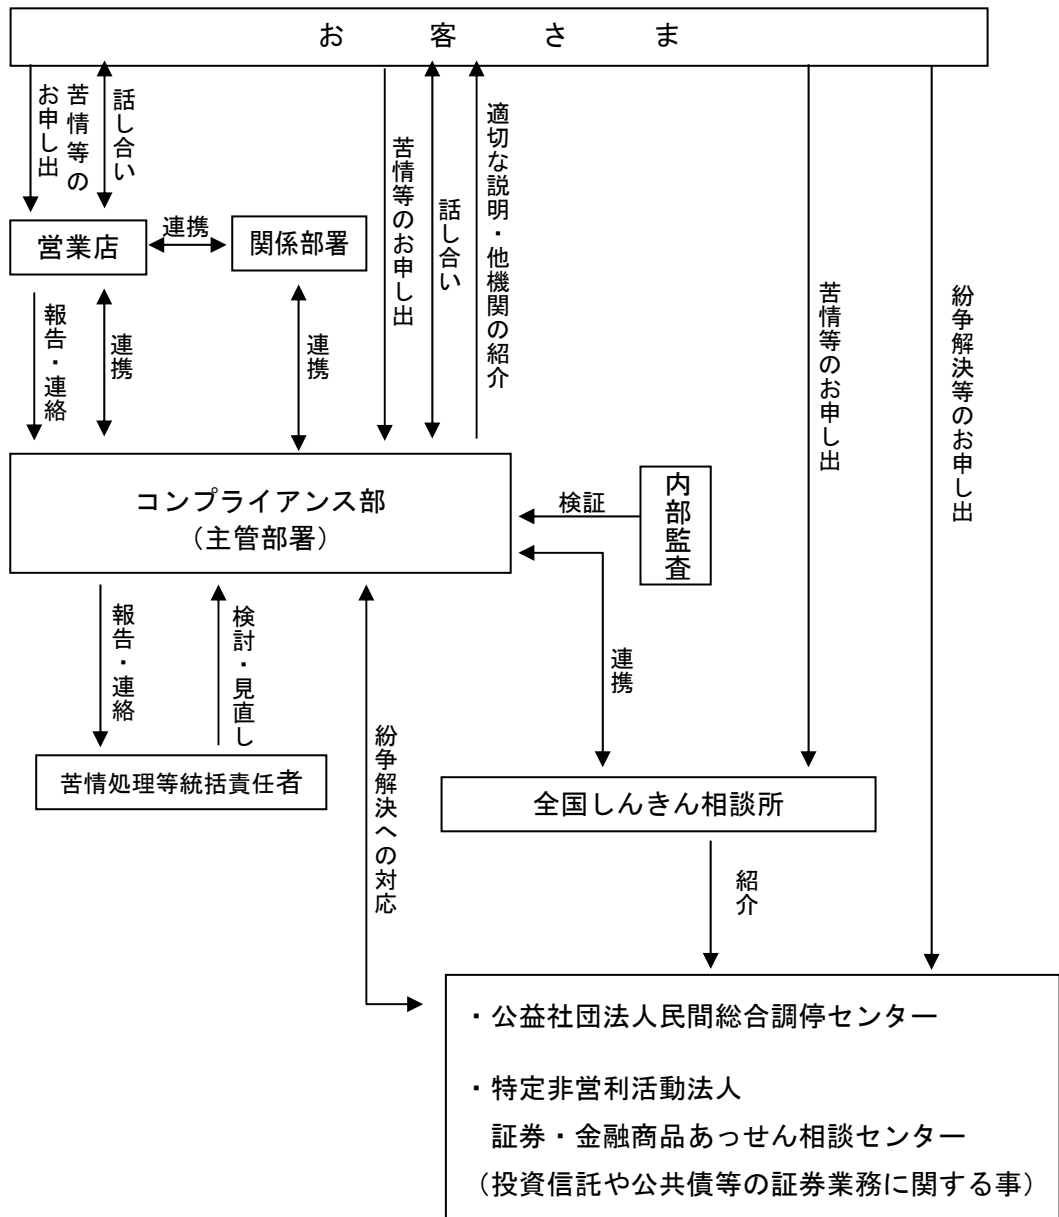 お客さま
苦情等の
お申し出
話し合い
苦情等のお申し出
話し合い
適切な説明・他機関の紹介
苦情等のお申し出
紛争解決等のお申し出
営業店
連携
関係部署
報告・連絡
連携
連携
コンプライアンス部
（主管部署）
検証
内部監査
報告・連絡
検討・見直し
紛争解決への対応
連携
苦情処理等統括責任者
全国しんきん相談所
紹介
・公益社団法人民間総合調停センター
・特定非営利活動法人
証券・金融商品あっせん相談センター
（投資信託や公共債等の証券業務に関する事）